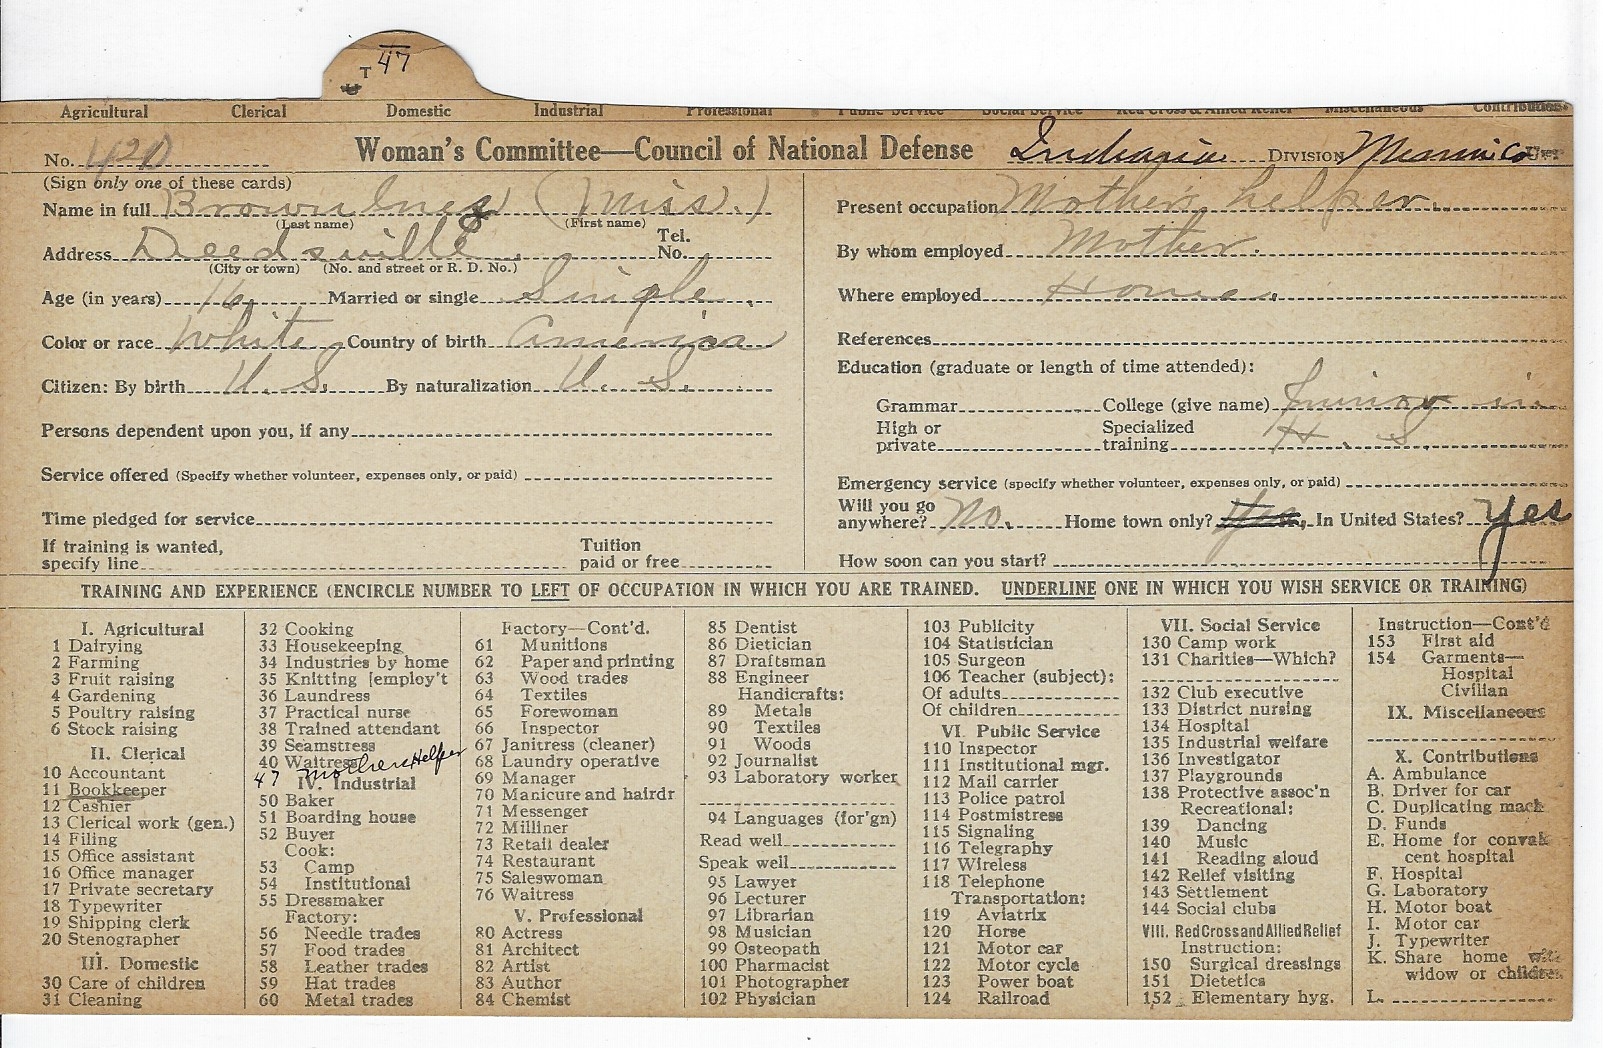 T 47
Agricultural Clerical Domestic Industrial Professional Public Service Social Service Red Cross & Allied Relief Miscellaneous Contributions
No. 420 Woman's Committee—Council of National Defense Indiana DIVISION Miami Co
(Sign only one of these cards)
Name in full Brown Inez (Miss.)
(Last name) (First name)
Address Deedsville Tel. No.
(City or town) (No. and street or R. D. No.)
Age (in years) 16 Married or single Single.
Color or race White Country of birth America
Citizen: By birth U. S. By naturalization U. S.
Persons dependent upon you, if any
Service offered (Specify whether volunteer, expenses only, or paid)
Time pledged for service
If training is wanted, specify line Tuition paid or free
Present occupation Mother's helper.
By whom employed Mother.
Where employed Home.
References
Education (graduate or length of time attended):
Grammar College (give name) Junior in
High or private Specialized training H. S.
Emergency service (specify whether volunteer, expenses only, or paid)
Will you go anywhere? No. Home town only? Yes. In United States? Yes
How soon can you start?
TRAINING AND EXPERIENCE (ENCIRCLE NUMBER TO LEFT OF OCCUPATION IN WHICH YOU ARE TRAINED. UNDERLINE ONE IN WHICH YOU WISH SERVICE OR TRAINING)
I. Agricultural
1 Dairying
2 Farming
3 Fruit raising
4 Gardening
5 Poultry raising
6 Stock raising
II. Clerical
10 Accountant
11 Bookkeeper
12 Cashier
13 Clerical work (gen.)
14 Filing
15 Office assistant
16 Office manager
17 Private secretary
18 Typewriter
19 Shipping clerk
20 Stenographer
III. Domestic
30 Care of children
31 Cleaning
32 Cooking
33 Housekeeping
34 Industries by home
35 Knitting [employ't
36 Laundress
37 Practical nurse
38 Trained attendant
39 Seamstress
40 Waitress
47 Mothers Helper
IV. Industrial
50 Baker
51 Boarding house
52 Buyer
Cook:
53 Camp
54 Institutional
55 Dressmaker
Factory:
56 Needle trades
57 Food trades
58 Leather trades
59 Hat trades
60 Metal trades
Factory—Cont'd.
61 Munitions
62 Paper and printing
63 Wood trades
64 Textiles
65 Forewoman
66 Inspector
67 Janitress (cleaner)
68 Laundry operative
69 Manager
70 Manicure and hairdr
71 Messenger
72 Milliner
73 Retail dealer
74 Restaurant
75 Saleswoman
76 Waitress
V. Professional
80 Actress
81 Architect
82 Artist
83 Author
84 Chemist
85 Dentist
86 Dietician
87 Draftsman
88 Engineer
Handicrafts:
89 Metals
90 Textiles
91 Woods
92 Journalist
93 Laboratory worker
94 Languages (for'gn)
Read well
Speak well
95 Lawyer
96 Lecturer
97 Librarian
98 Musician
99 Osteopath
100 Pharmacist
101 Photographer
102 Physician
103 Publicity
104 Statistician
105 Surgeon
106 Teacher (subject):
Of adults
Of children
VI. Public Service
110 Inspector
111 Institutional mgr.
112 Mail carrier
113 Police patrol
114 Postmistress
115 Signaling
116 Telegraphy
117 Wireless
118 Telephone
Transportation:
119 Aviatrix
120 Horse
121 Motor car
122 Motor cycle
123 Power boat
124 Railroad
VII. Social Service
130 Camp work
131 Charities—Which?
132 Club executive
133 District nursing
134 Hospital
135 Industrial welfare
136 Investigator
137 Playgrounds
138 Protective assoc'n
Recreational:
139 Dancing
140 Music
141 Reading aloud
142 Relief visiting
143 Settlement
144 Social clubs
VIII. Red Cross and Allied Relief
Instruction:
150 Surgical dressings
151 Dietetics
152 Elementary hyg.
Instruction—Cont'd
153 First aid
154 Garments—
Hospital
Civilian
IX. Miscellaneous
X. Contributions
A. Ambulance
B. Driver for car
C. Duplicating mach
D. Funds
E. Home for conval
cent hospital
F. Hospital
G. Laboratory
H. Motor boat
I. Motor car
J. Typewriter
K. Share home with
widow or children
L.